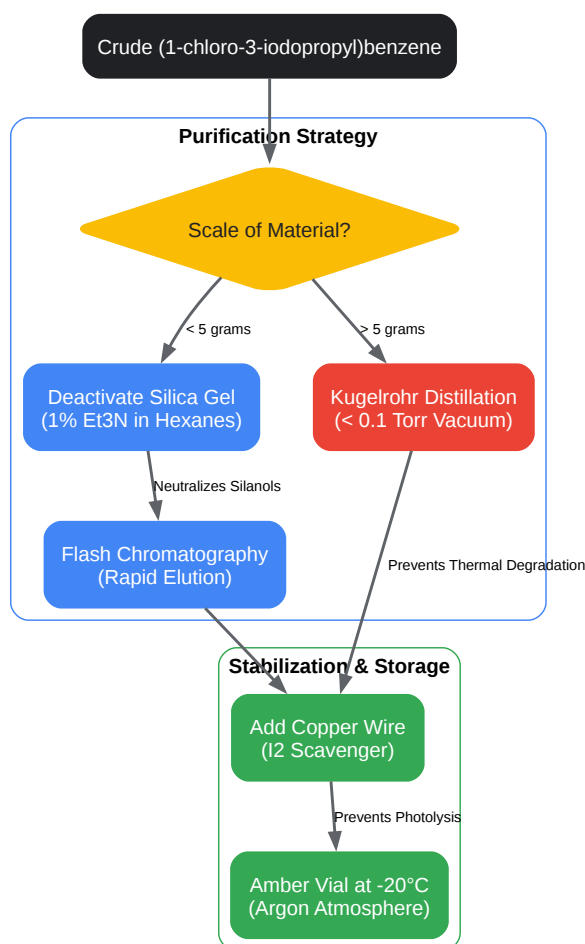 Crude (1-chloro-3-iodopropyl)benzene
Purification Strategy
Scale of Material?
< 5 grams
> 5 grams
Deactivate Silica Gel
(1% Et3N in Hexanes)
Kugelrohr Distillation
(< 0.1 Torr Vacuum)
Neutralizes Silanols
Flash Chromatography
(Rapid Elution)
Prevents Thermal Degradation
Stabilization & Storage
Add Copper Wire
(I2 Scavenger)
Prevents Photolysis
Amber Vial at -20°C
(Argon Atmosphere)